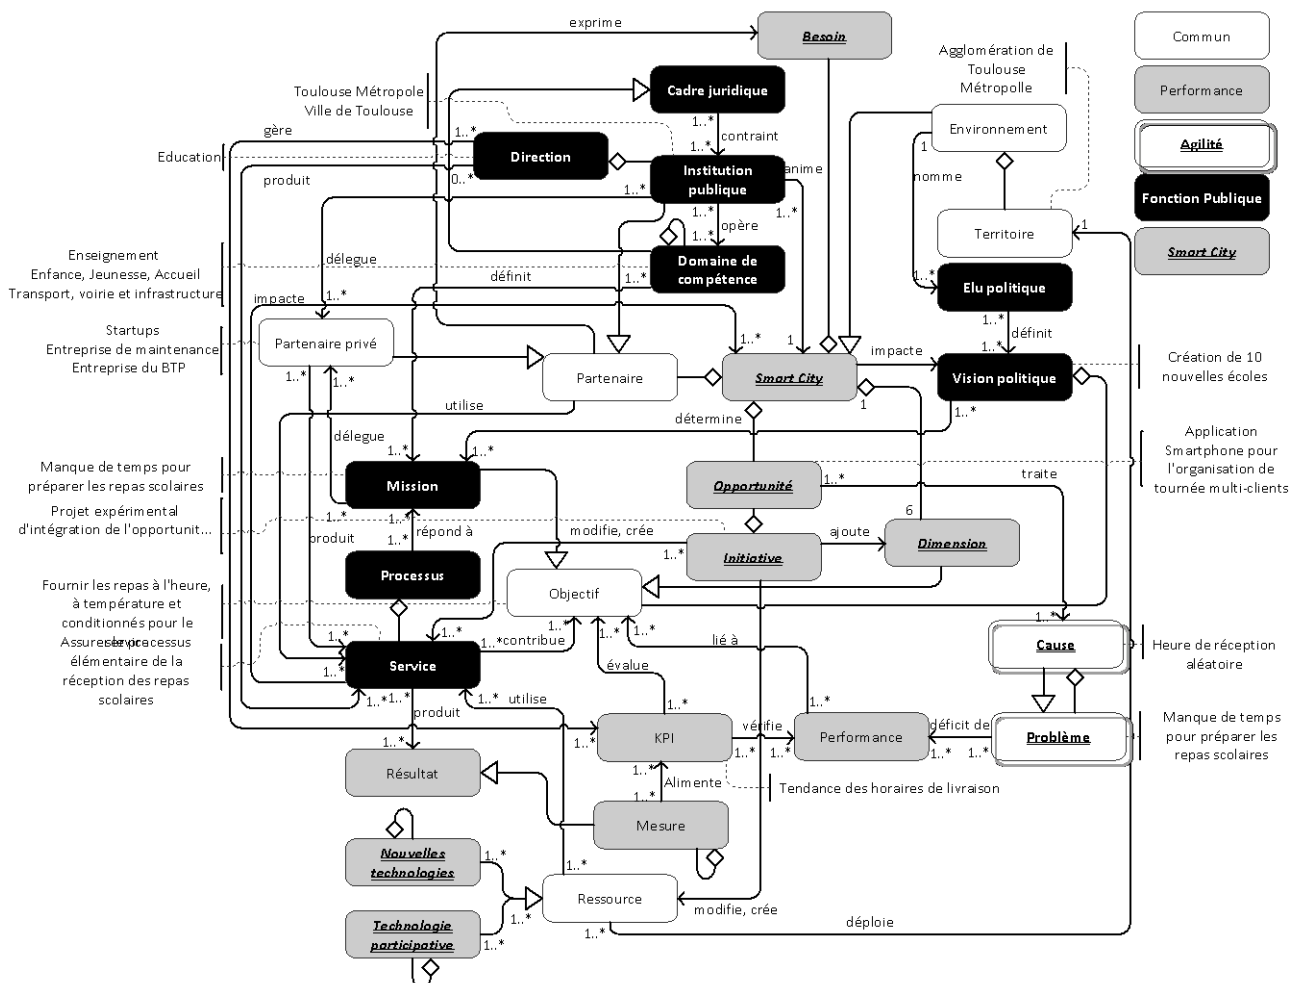 exprime
Besoin
Agglomération de
Toulouse
Métropolle
Commun
Performance
Agilité
Fonction Publique
Smart City
Toulouse Métropole
Ville de Toulouse
Cadre juridique
1..*
contraint
1..*
Environnement
1
gère
1..*
Education
Direction
produit
0..*
1..*
Institution
publique
anime
1..*
1..*
nomme
Territoire
1
opère
1..*
Enseignement
Enfance, Jeunesse, Accueil
Transport, voirie et infrastructure
délegue
définit
Domaine de
compétence
1..*
1..*
Elu politique
1..*
définit
1..*
impacte
1..*
1..*
1
Startups
Entreprise de maintenance
Entreprise du BTP
Partenaire privé
1..*
1..*
Partenaire
Smart City
1
impacte
Vision politique
1..*
Création de 10
nouvelles écoles
utilise
détermine
délegue
1..*
1..*
Application
Smartphone pour
l'organisation de
tournée multi-clients
Manque de temps pour
préparer les repas scolaires
Mission
1..*
1..*
Opportunité
1..*
traite
6
Projet expérimental
d'intégration de l'opportunit...
produit
1..*
répond à
modifie, crée
1..*
Initiative
ajoute
Dimension
Processus
Objectif
Fournir les repas à l'heure,
à température et
conditionnés pour le
service
Assurer le processus
élémentaire de la
réception des repas
scolaires
1..*
1..*
Service
1..*
1..*
contribue
1..*
1..*
1..*
lié à
1..*
Cause
Heure de réception
aléatoire
évalue
1..*
1..*
produit
1..*
utilise
1..*
1..*
1..*
KPI
vérifie
1..*
1..*
Performance
déficit de
1..*
1..*
Problème
Manque de temps
pour préparer les
repas scolaires
1..*
Résultat
1..*
Alimente
1..*
Tendance des horaires de livraison
Mesure
Nouvelles
technologies
1..*
1..*
Ressource
1..*
modifie, crée
déploie
1..*
Technologie
participative
1..*